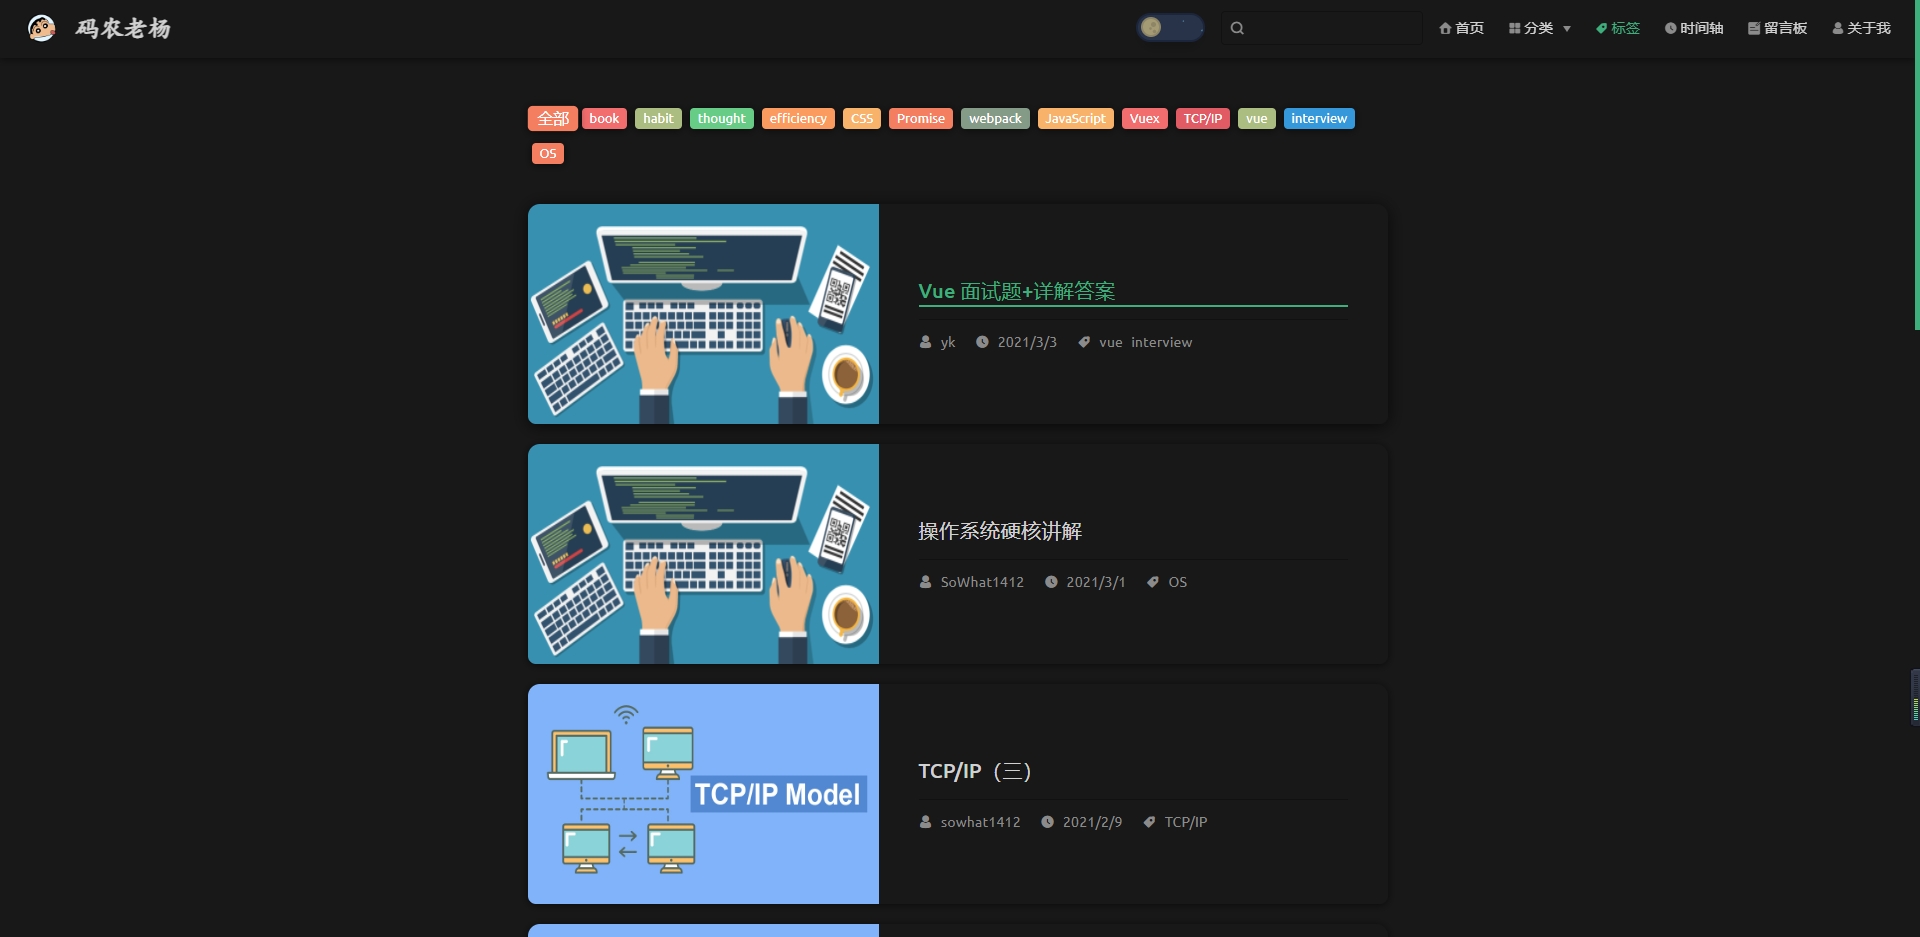 码农老杨
首页 分类 标签 时间轴 留言板 关于我
全部 book habit thought efficiency CSS Promise webpack JavaScript Vuex TCP/IP vue interview
OS
Vue 面试题+详解答案
yk 2021/3/3 vue interview
操作系统硬核讲解
SoWhat1412 2021/3/1 OS
TCP/IP Model
TCP/IP（三）
sowhat1412 2021/2/9 TCP/IP